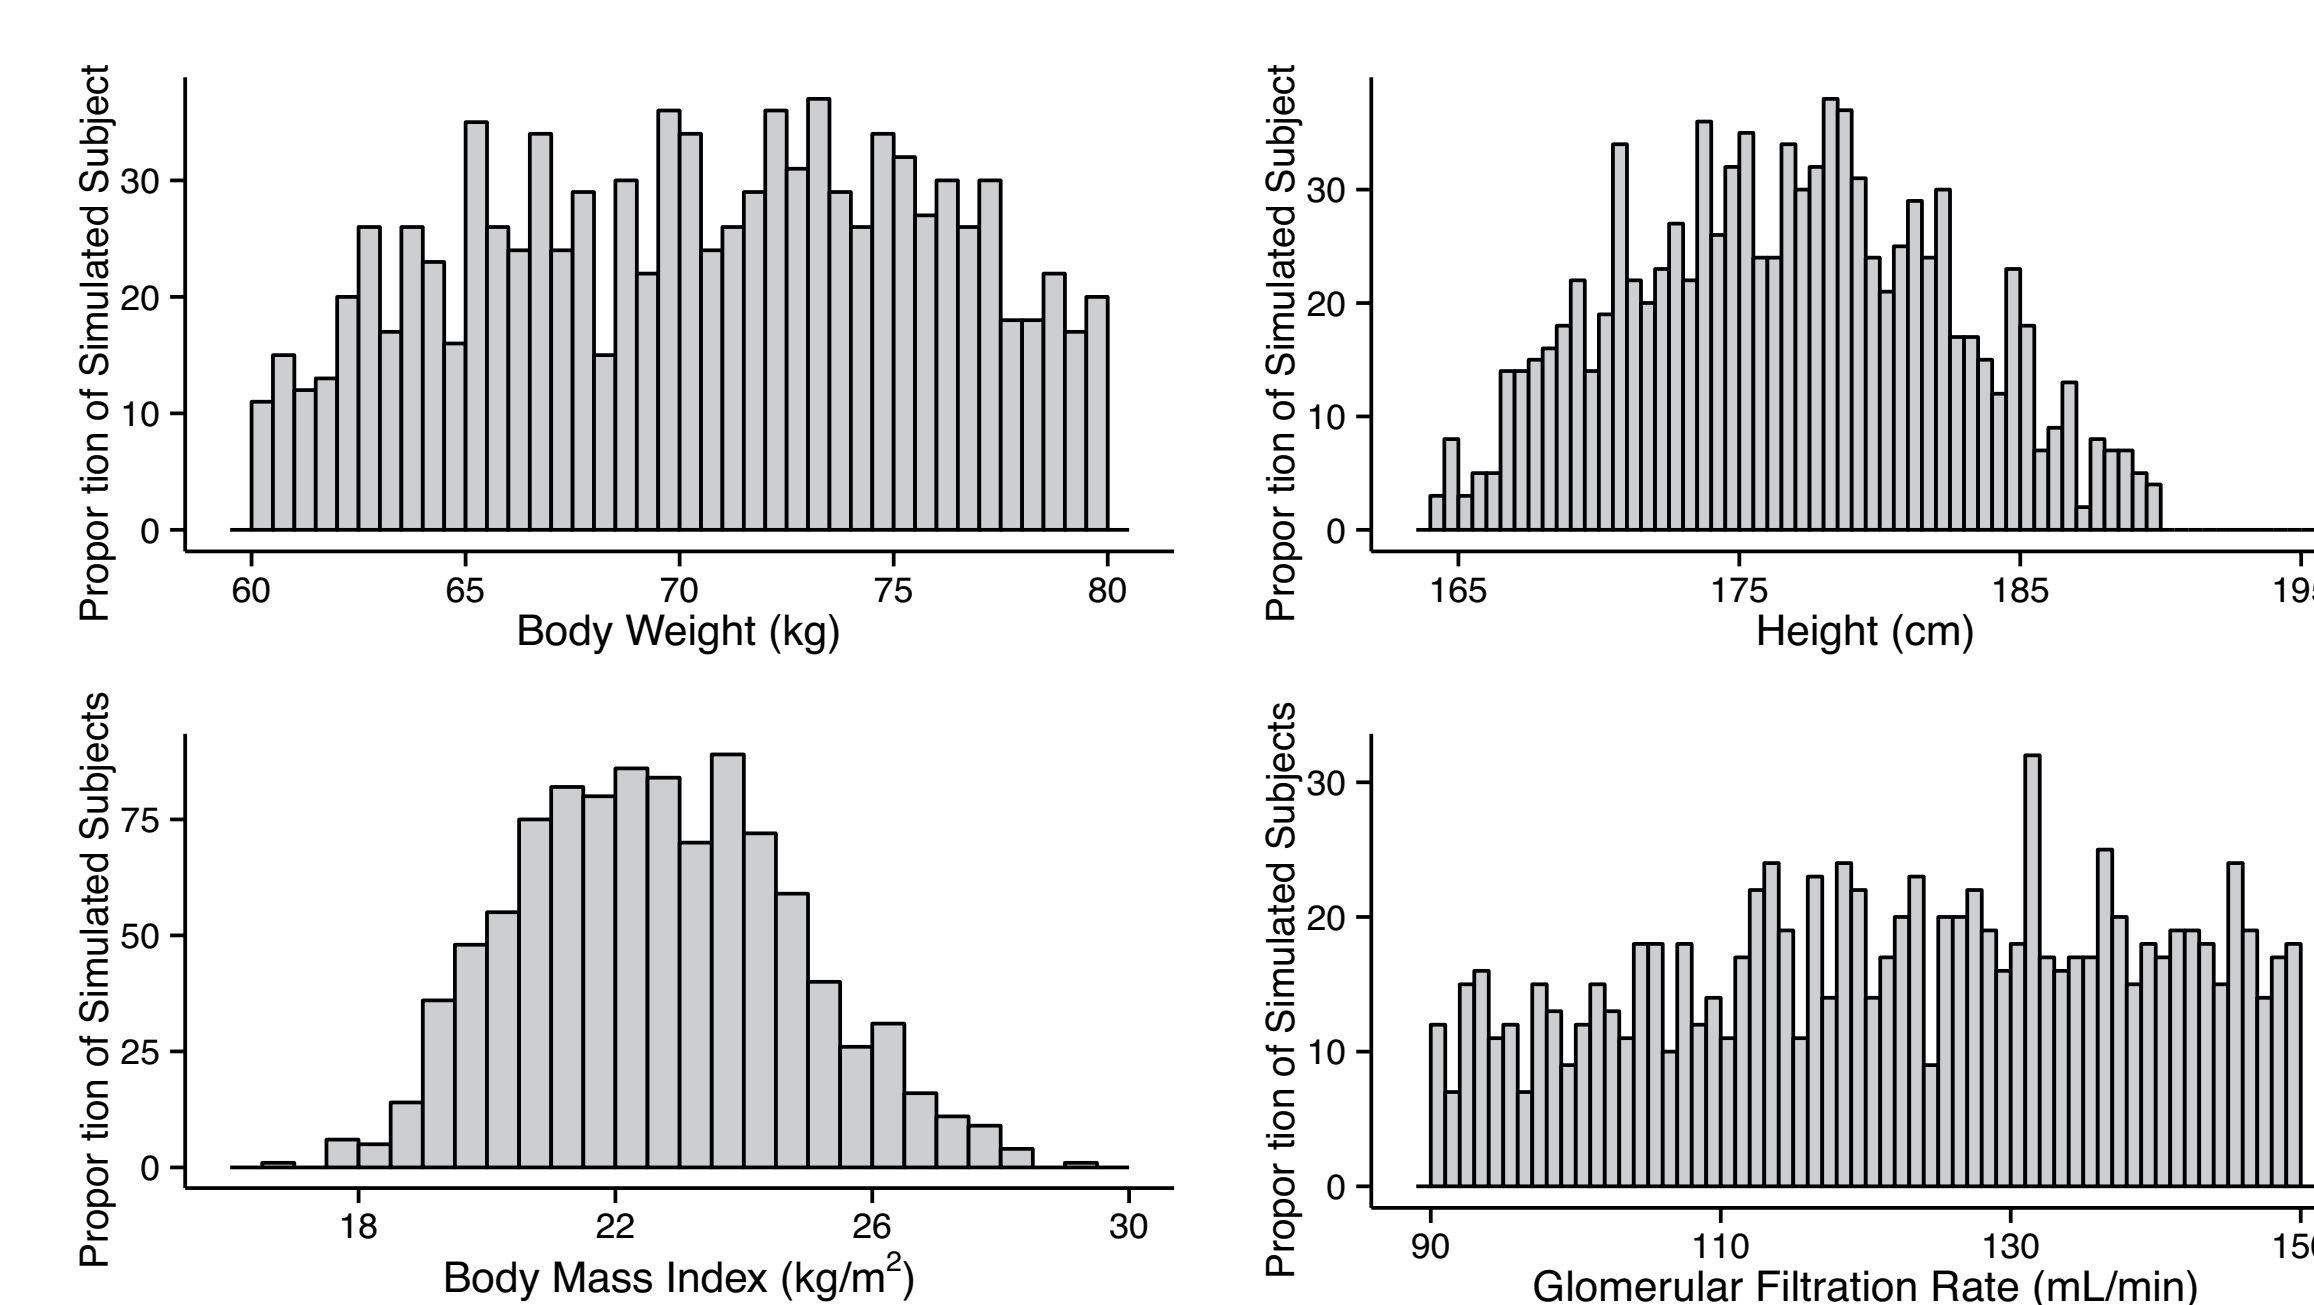 Propor tion of Simulated Subject
30
20
10
0
60 65 70 75 80
Body Weight (kg)
Propor tion of Simulated Subject
30
20
10
0
165 175 185 195
Height (cm)
Propor tion of Simulated Subjects
75
50
25
0
18 22 26 30
Body Mass Index (kg/m²)
Propor tion of Simulated Subjects
30
20
10
0
90 110 130 150
Glomerular Filtration Rate (mL/min)